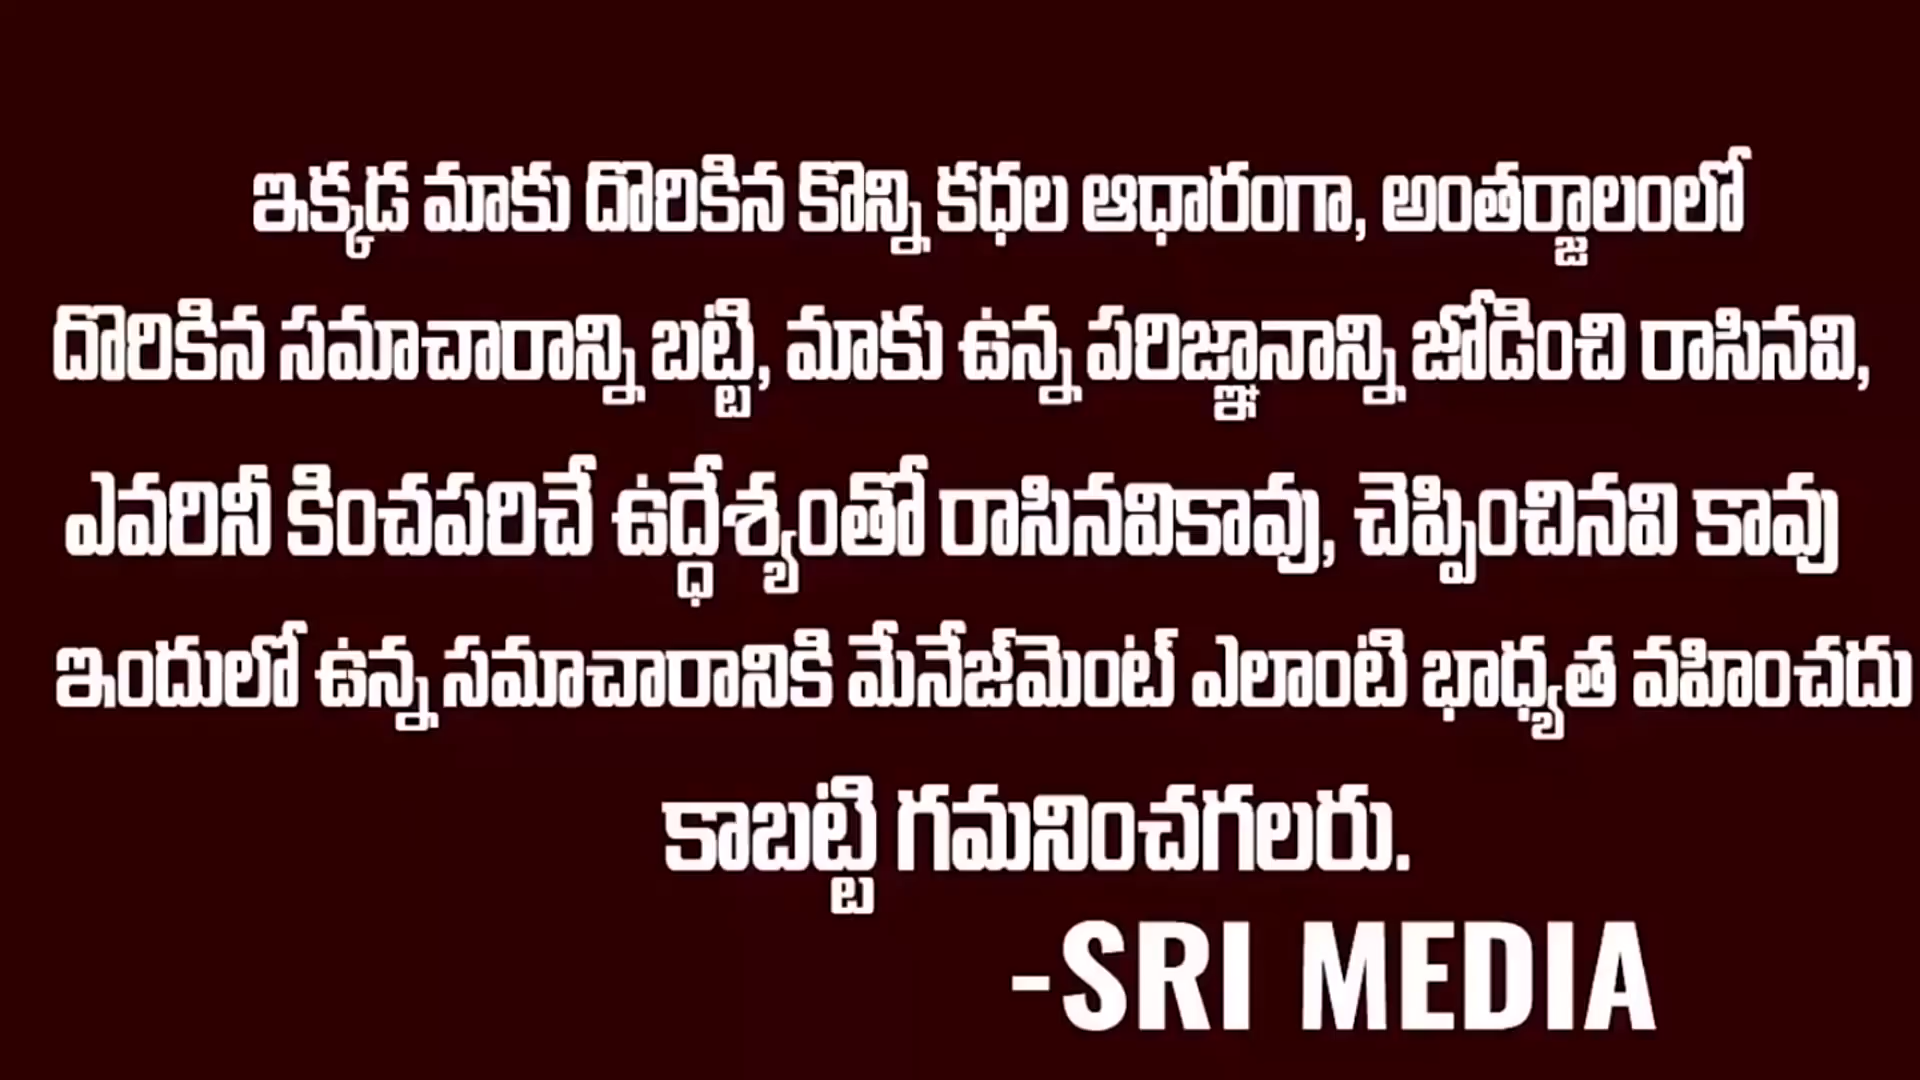 ఇక్కడ మాకు దొరికిన కొన్ని కధల ఆధారంగా, అంతర్జాలంలో
దొరికిన సమాచారాన్ని బట్టి, మాకు ఉన్న పరిజ్ఞానాన్ని జోడించి రాసినవి,
ఎవరినీ కించపరిచే ఉద్ధేశ్యంతో రాసినవికావు, చెప్పించినవి కావు
ఇందులో ఉన్న సమాచారానికి మేనేజ్‌మెంట్ ఎలాంటి భాధ్యత వహించదు
కాబట్టి గమనించగలరు.
-SRI MEDIA